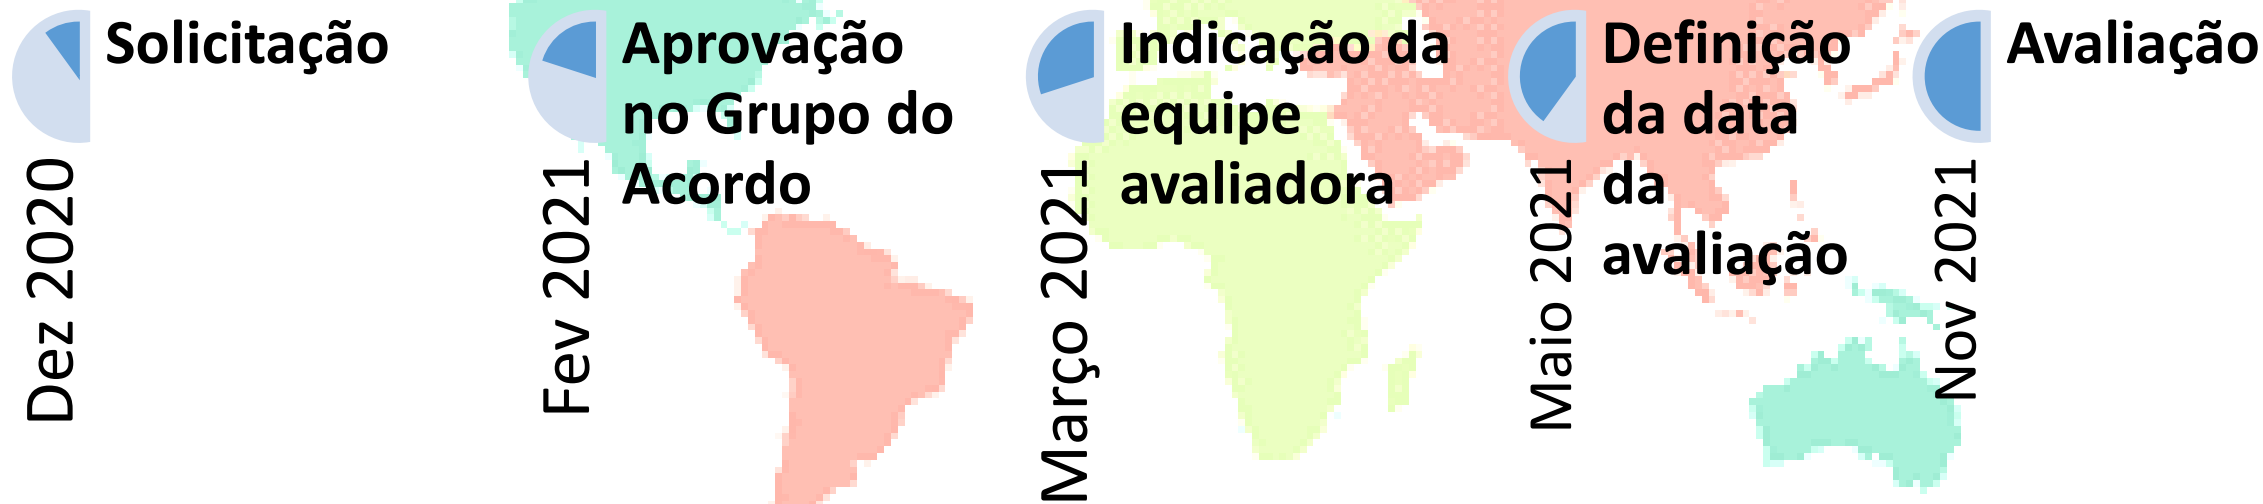 Solicitação
Dez 2020
Aprovação
no Grupo do
Acordo
Fev 2021
Indicação da
equipe
avaliadora
Março 2021
Definição
da data
da
avaliação
Maio 2021
Avaliação
Nov 2021